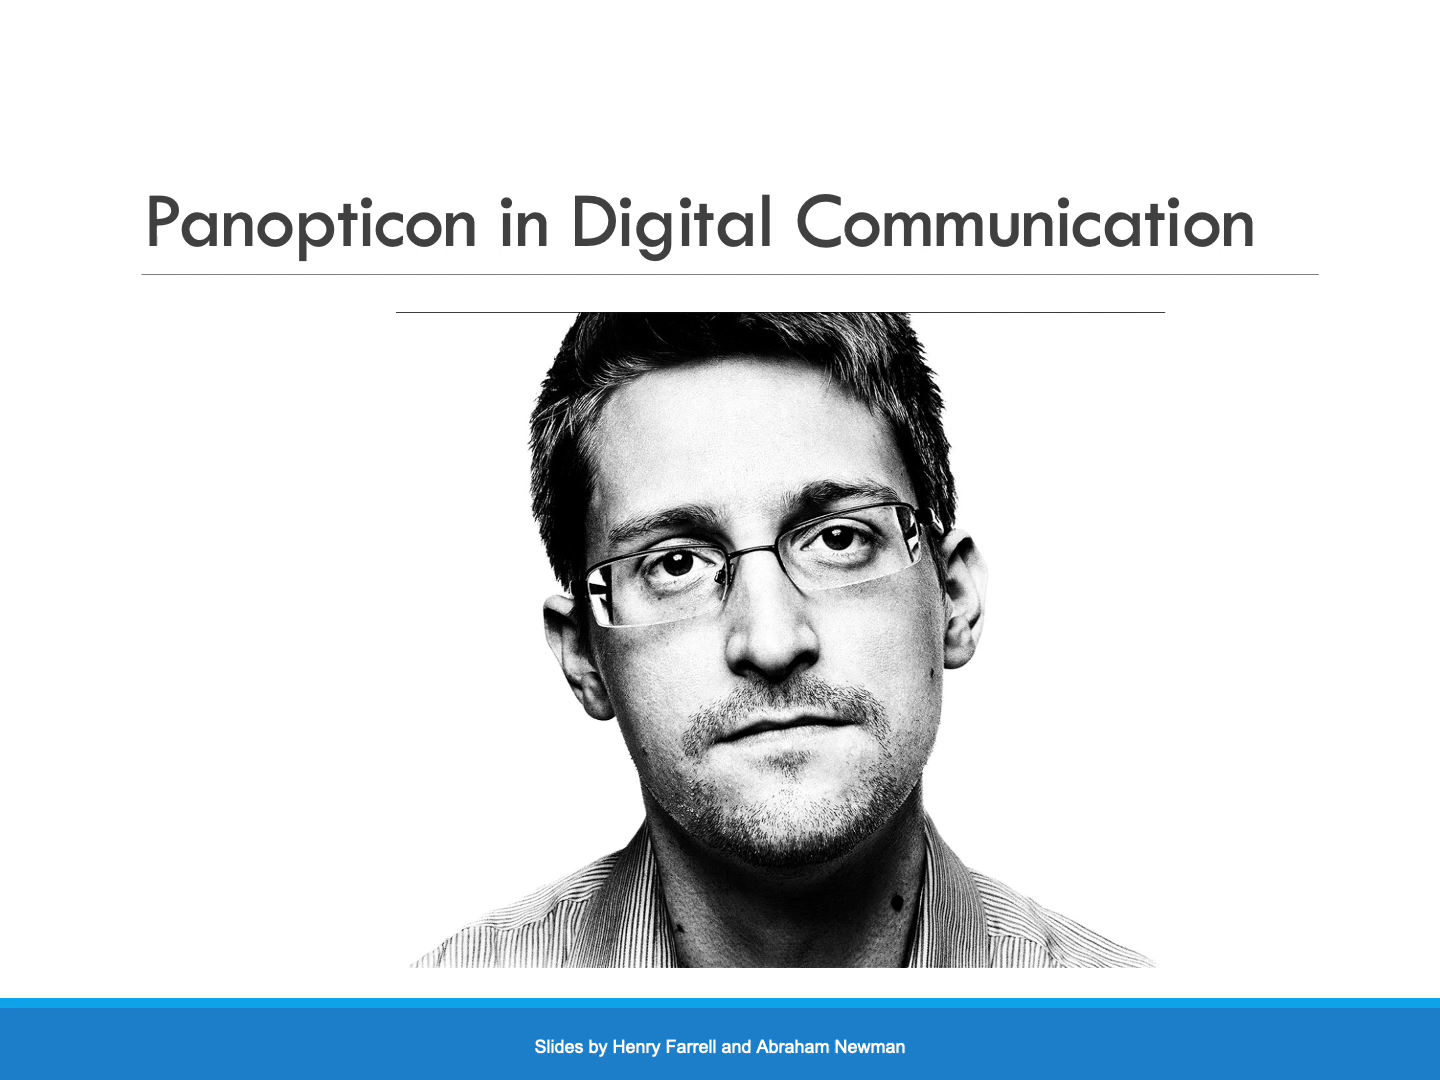 Panopticon in Digital Communication
Slides by Henry Farrell and Abraham Newman